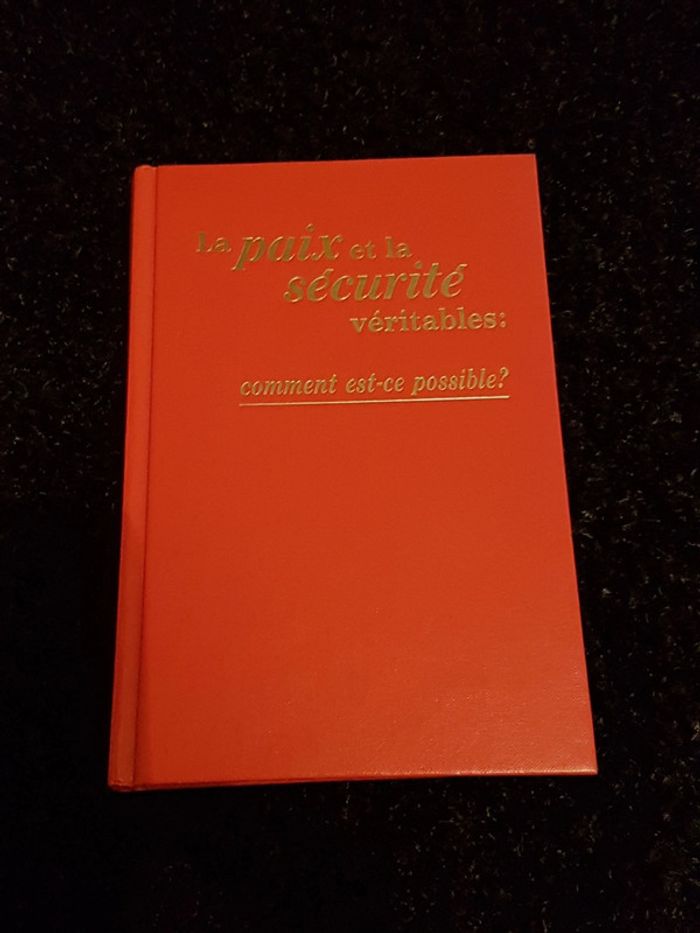 La paix et la
sécurité
véritables:
comment est-ce possible?